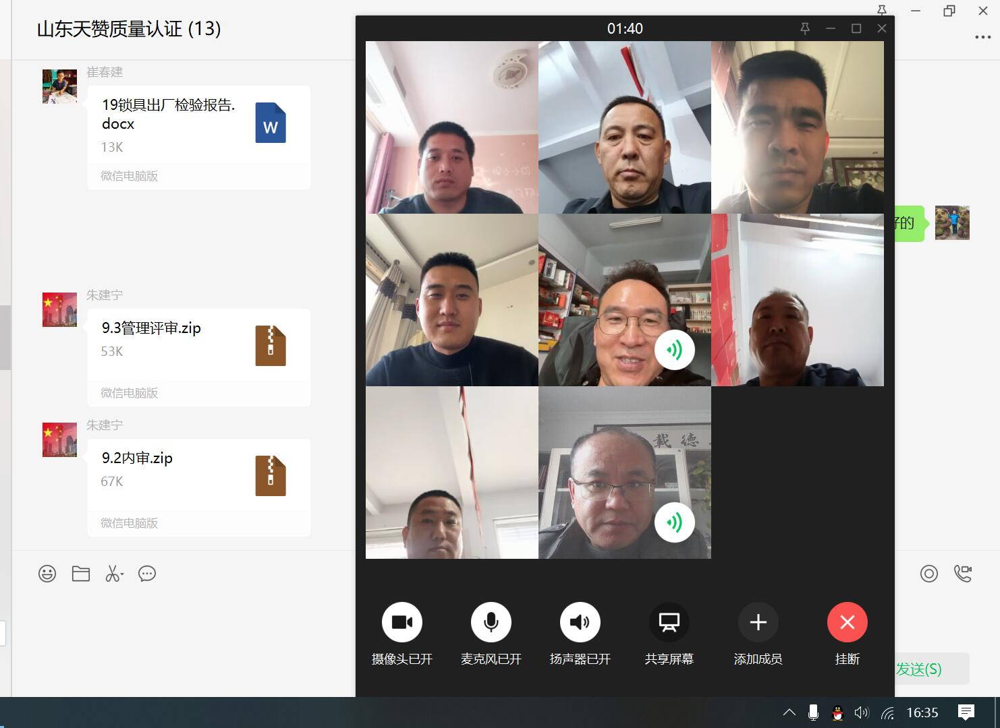 山东天赞质量认证 (13)
崔春建
19锁具出厂检验报告.
docx
13K
W
微信电脑版
朱建宁
9.3管理评审.zip
53K
微信电脑版
朱建宁
9.2内审.zip
67K
微信电脑版
01:40
好的
載 德
摄像头已开
麦克风已开
扬声器已开
共享屏幕
添加成员
挂断
发送(S)
16:35